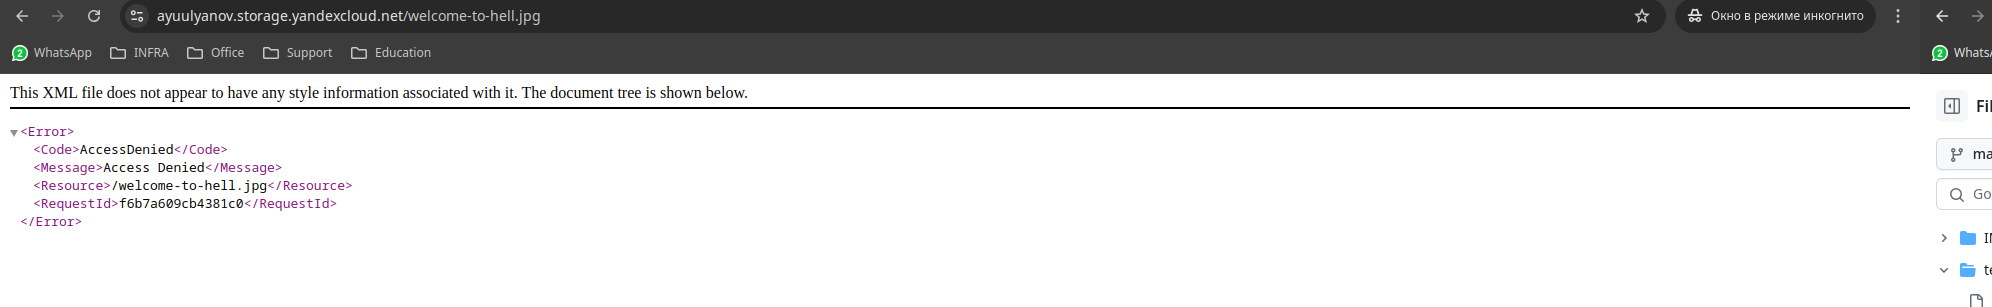 ayuulyanov.storage.yandexcloud.net/welcome-to-hell.jpg
Окно в режиме инкогнито
2 WhatsApp
INFRA
Office
Support
Education
2 Whats
This XML file does not appear to have any style information associated with it. The document tree is shown below.
<Error>
<Code>AccessDenied</Code>
<Message>Access Denied</Message>
<Resource>/welcome-to-hell.jpg</Resource>
<RequestId>f6b7a609cb4381c0</RequestId>
</Error>
Fil
ma
Go
te